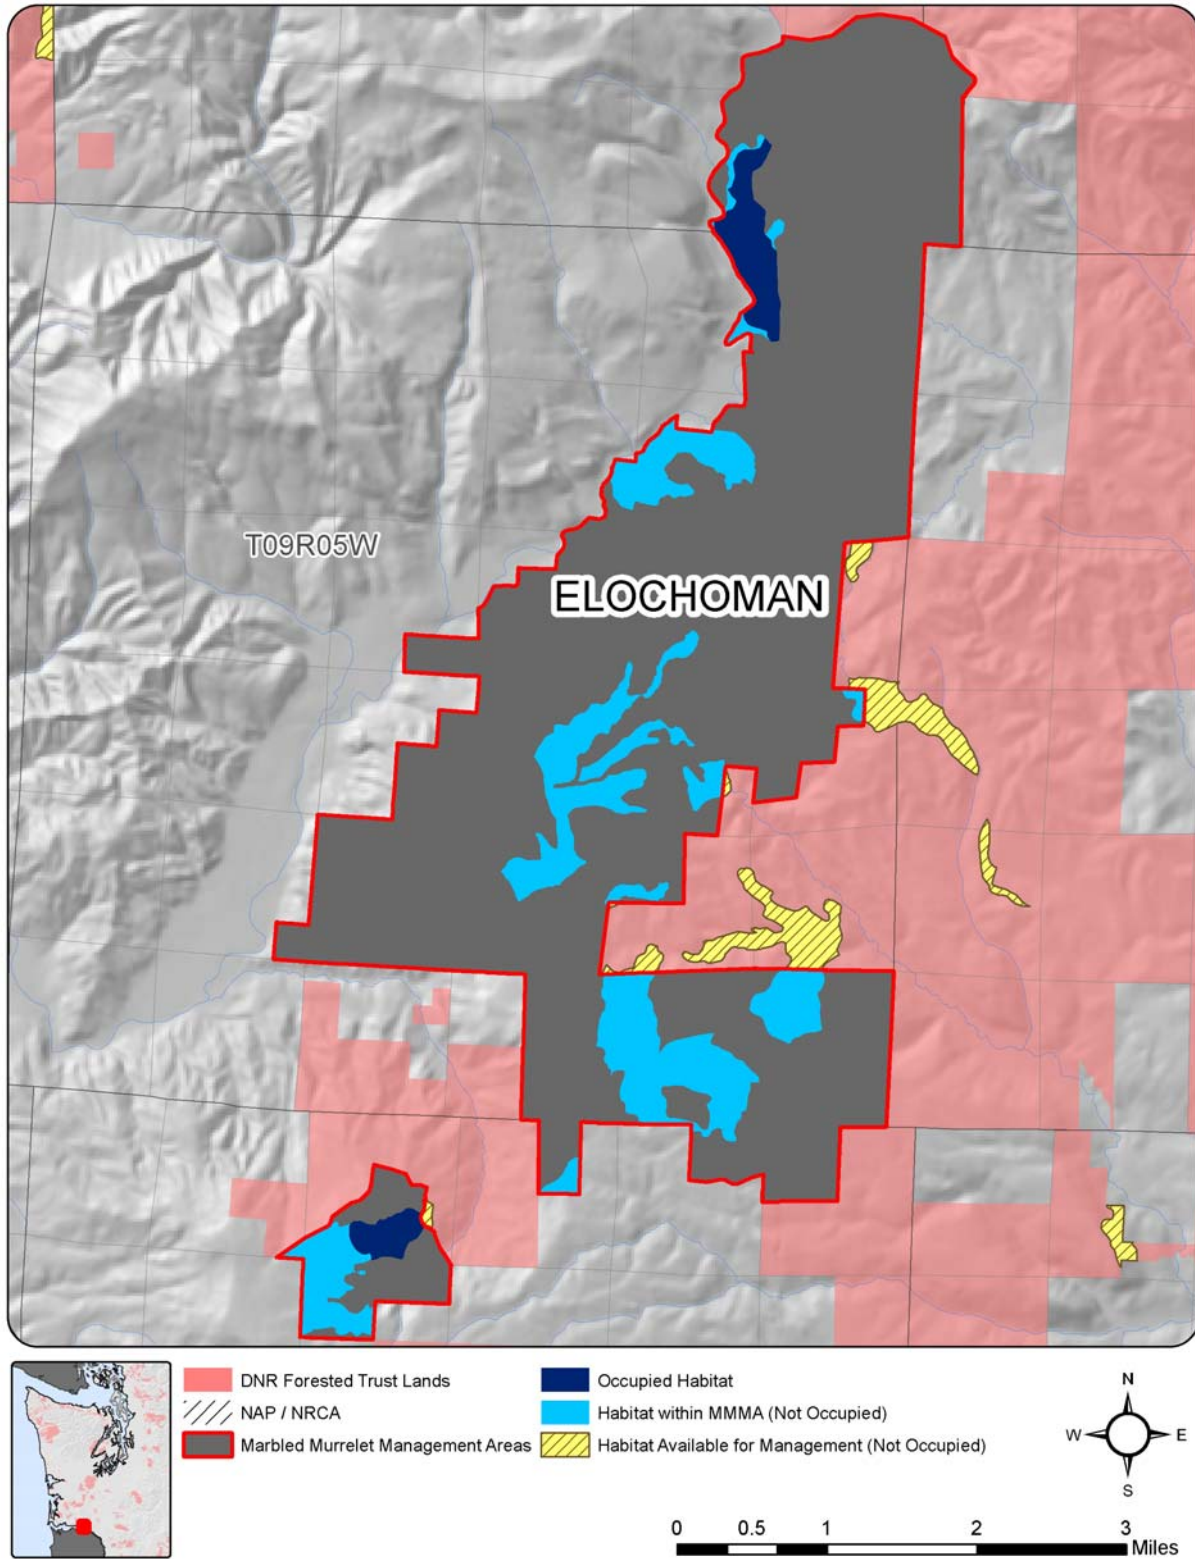 T09R05W
ELOCHOMAN
DNR Forested Trust Lands
NAP / NRCA
Marbled Murrelet Management Areas
Occupied Habitat
Habitat within MMMA (Not Occupied)
Habitat Available for Management (Not Occupied)
N
W E
S
0 0.5 1 2 3
Miles